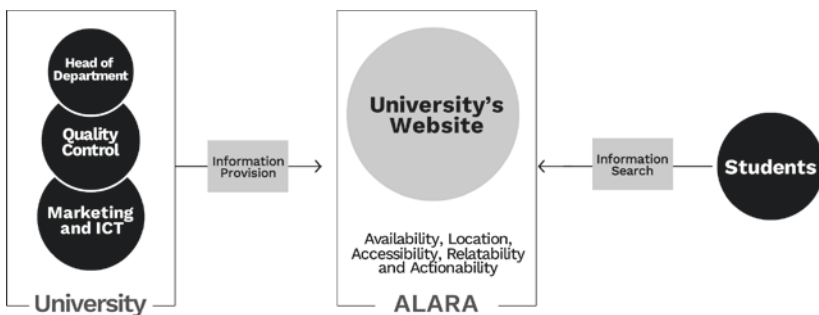 Head of
Department
Quality
Control
Marketing
and ICT
University
Information
Provision
University's
Website
Availability, Location,
Accessibility, Relatability
and Actionability
ALARA
Information
Search
Students